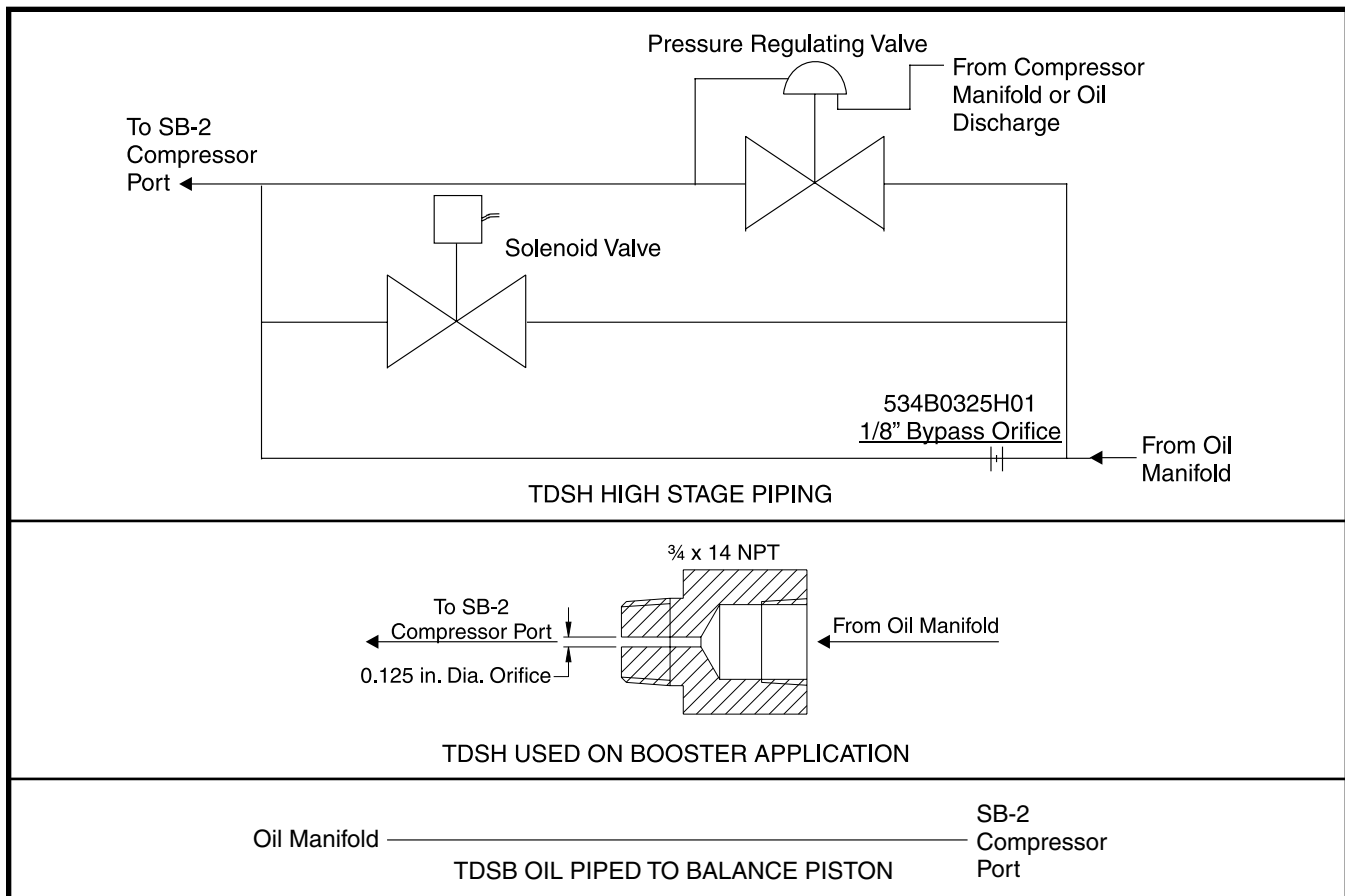 Pressure Regulating Valve
From Compressor
Manifold or Oil
Discharge
To SB-2
Compressor
Port
Solenoid Valve
534B0325H01
1/8” Bypass Orifice
From Oil
Manifold
TDSH HIGH STAGE PIPING
¾ x 14 NPT
To SB-2
Compressor Port
0.125 in. Dia. Orifice
From Oil Manifold
TDSH USED ON BOOSTER APPLICATION
Oil Manifold
SB-2
Compressor
Port
TDSB OIL PIPED TO BALANCE PISTON